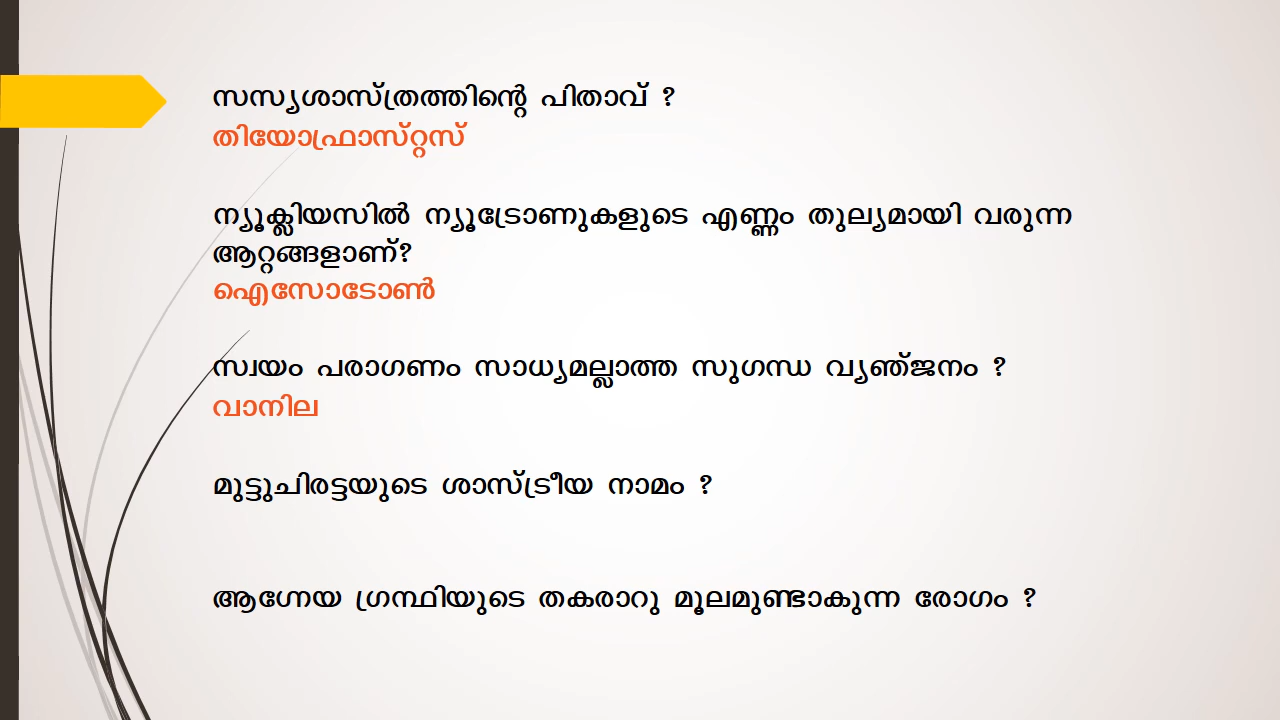 സസ്യശാസ്ത്രത്തിന്റെ പിതാവ് ?
തിയോഫ്രാസ്റ്റസ്
ന്യൂക്ലിയസിൽ ന്യൂട്രോണുകളുടെ എണ്ണം തുല്യമായി വരുന്ന
ആറ്റങ്ങളാണ്?
ഐസോടോൺ
സ്വയം പരാഗണം സാധ്യമല്ലാത്ത സുഗന്ധ വ്യഞ്ജനം ?
വാനില
മുട്ടുചിരട്ടയുടെ ശാസ്ട്രീയ നാമം ?
ആഗ്നേയ ഗ്രന്ഥിയുടെ തകരാറു മൂലമുണ്ടാകുന്ന രോഗം ?